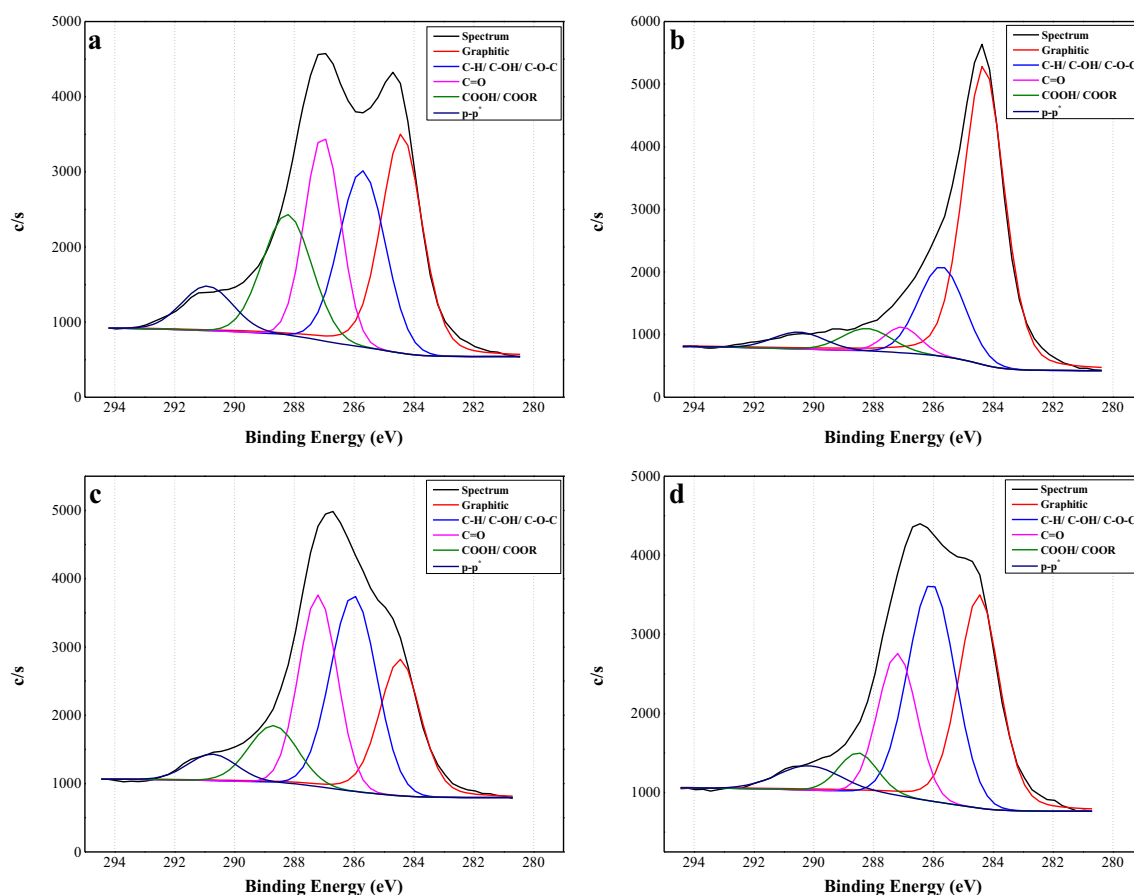 a
5000
4000
3000
2000
1000
0
c/s
294 292 290 288 286 284 282 280
Binding Energy (eV)
Spectrum
Graphitic
C-H/ C-OH/ C-O-C
C=O
COOH/ COOR
p-p*
b
6000
5000
4000
3000
2000
1000
0
c/s
294 292 290 288 286 284 282 280
Binding Energy (eV)
Spectrum
Graphitic
C-H/ C-OH/ C-O-C
C=O
COOH/ COOR
p-p*
c
5000
4000
3000
2000
1000
0
c/s
294 292 290 288 286 284 282 280
Binding Energy (eV)
Spectrum
Graphitic
C-H/ C-OH/ C-O-C
C=O
COOH/ COOR
p-p*
d
5000
4000
3000
2000
1000
c/s
294 292 290 288 286 284 282 280
Binding Energy (eV)
Spectrum
Graphitic
C-H/ C-OH/ C-O-C
C=O
COOH/ COOR
p-p*